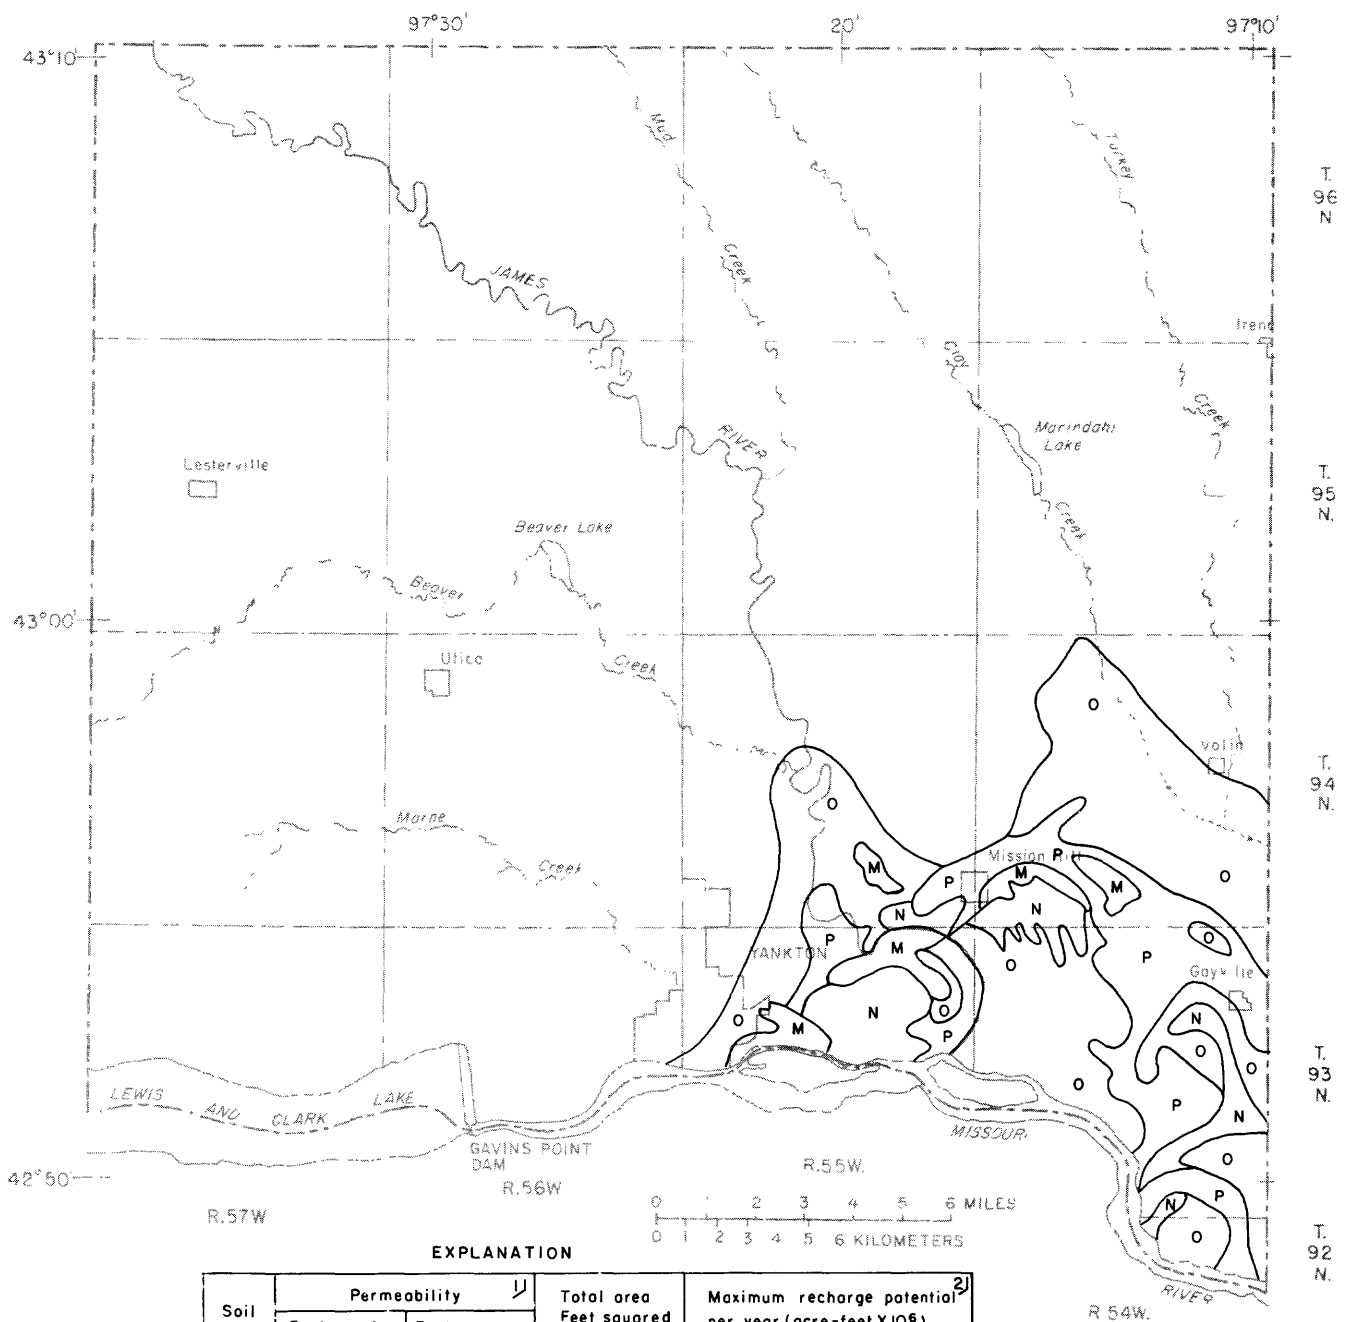 97°30' 20' 97°10'
43°10'
Mud
Turkey
T.
96
N
Creek
JAMES
Clay
Creek
RIVER
Marindahl
Lake
Lesterville
T.
95
N.
Creek
Beaver Lake
Beaver
43°00'
Utica
Creek
O
Volin
T.
94
N.
O
Marne
Creek
Mission Hill
P
M
P
M
M
O
N
N
P
M
YANKTON
O
P
O
Gayville
N
O
O
M
N
O
P
O
O
T.
93
N.
LEWIS AND CLARK LAKE
P
N
MISSOURI
GAVINS POINT
DAM
O
42°50'
R.55W.
R.56W
R.57W
N
P
O
0 1 2 3 4 5 6 MILES
0 1 2 3 4 5 6 KILOMETERS
T.
92
N.
RIVER
R 54W.
EXPLANATION
Soil
Permeability 1/
Total area
Feet squared
Maximum recharge potential 2/
per year (acre-feet X 10⁶)